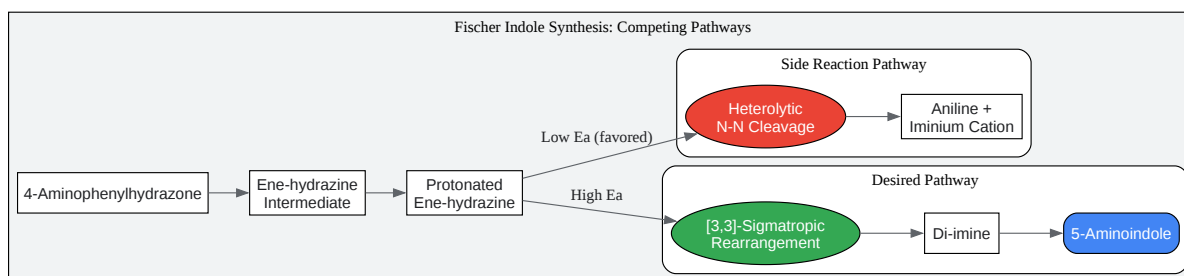 Fischer Indole Synthesis: Competing Pathways
Side Reaction Pathway
Heterolytic
N-N Cleavage
Aniline +
Iminium Cation
Low Ea (favored)
4-Aminophenylhydrazone
Ene-hydrazine
Intermediate
Protonated
Ene-hydrazine
High Ea
Desired Pathway
[3,3]-Sigmatropic
Rearrangement
Di-imine
5-Aminoindole